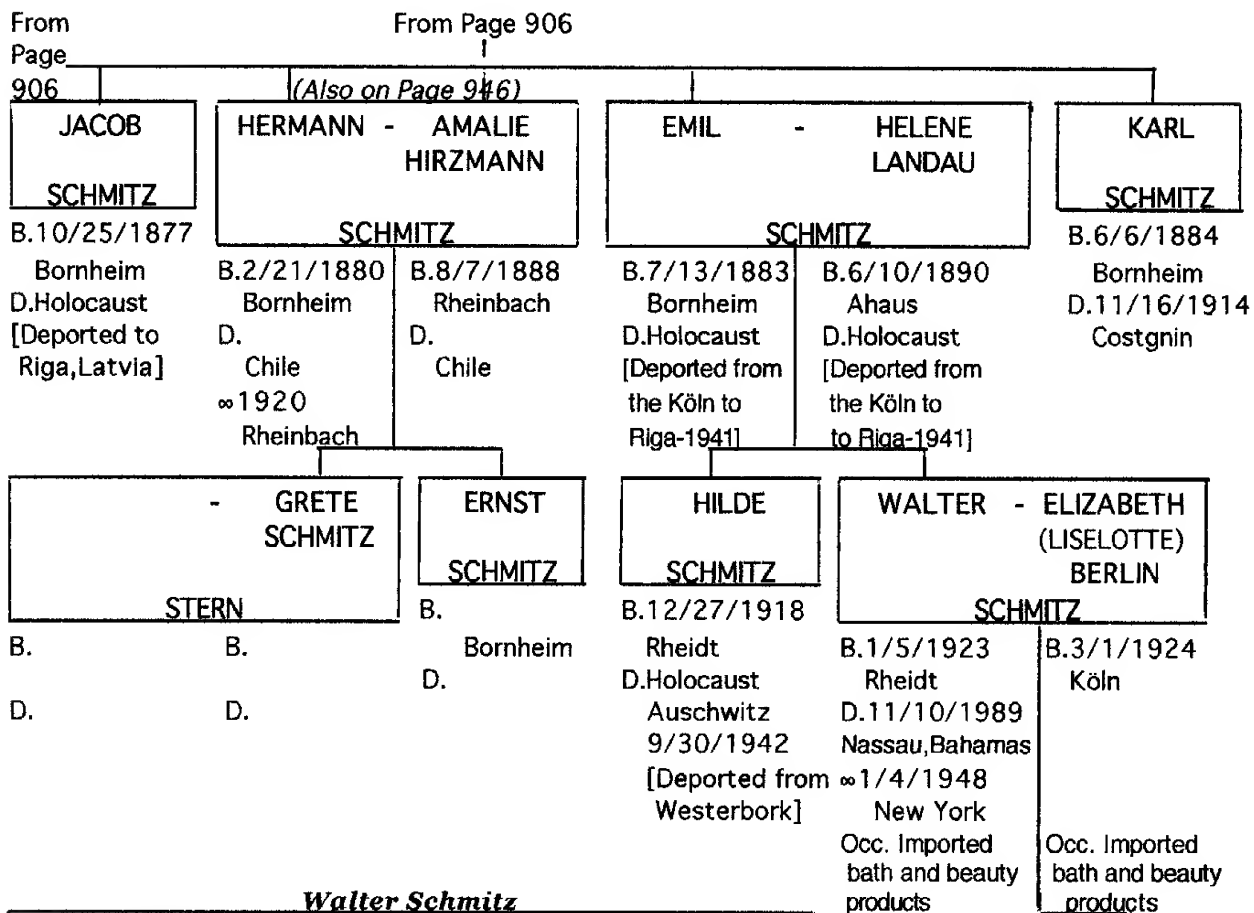 From
Page
906
From Page 906
(Also on Page 946)
JACOB
SCHMITZ
B.10/25/1877
Bornheim
D.Holocaust
[Deported to
Riga,Latvia]
HERMANN - AMALIE
HIRZMANN
SCHMITZ
B.2/21/1880
Bornheim
D.
Chile
∞1920
Rheinbach
B.8/7/1888
Rheinbach
D.
Chile
EMIL - HELENE
LANDAU
SCHMITZ
B.7/13/1883
Bornheim
D.Holocaust
[Deported from
the Köln to
Riga-1941]
B.6/10/1890
Ahaus
D.Holocaust
[Deported from
the Köln to
to Riga-1941]
KARL
SCHMITZ
B.6/6/1884
Bornheim
D.11/16/1914
Costgnin
- GRETE
SCHMITZ
STERN
B.
D.
B.
D.
ERNST
SCHMITZ
B.
Bornheim
D.
HILDE
SCHMITZ
B.12/27/1918
Rheidt
D.Holocaust
Auschwitz
9/30/1942
[Deported from
Westerbork]
WALTER - ELIZABETH
(LISELOTTE)
BERLIN
SCHMITZ
B.1/5/1923
Rheidt
D.11/10/1989
Nassau,Bahamas
∞1/4/1948
New York
Occ. Imported
bath and beauty
products
B.3/1/1924
Köln
Occ. Imported
bath and beauty
products
Walter Schmitz